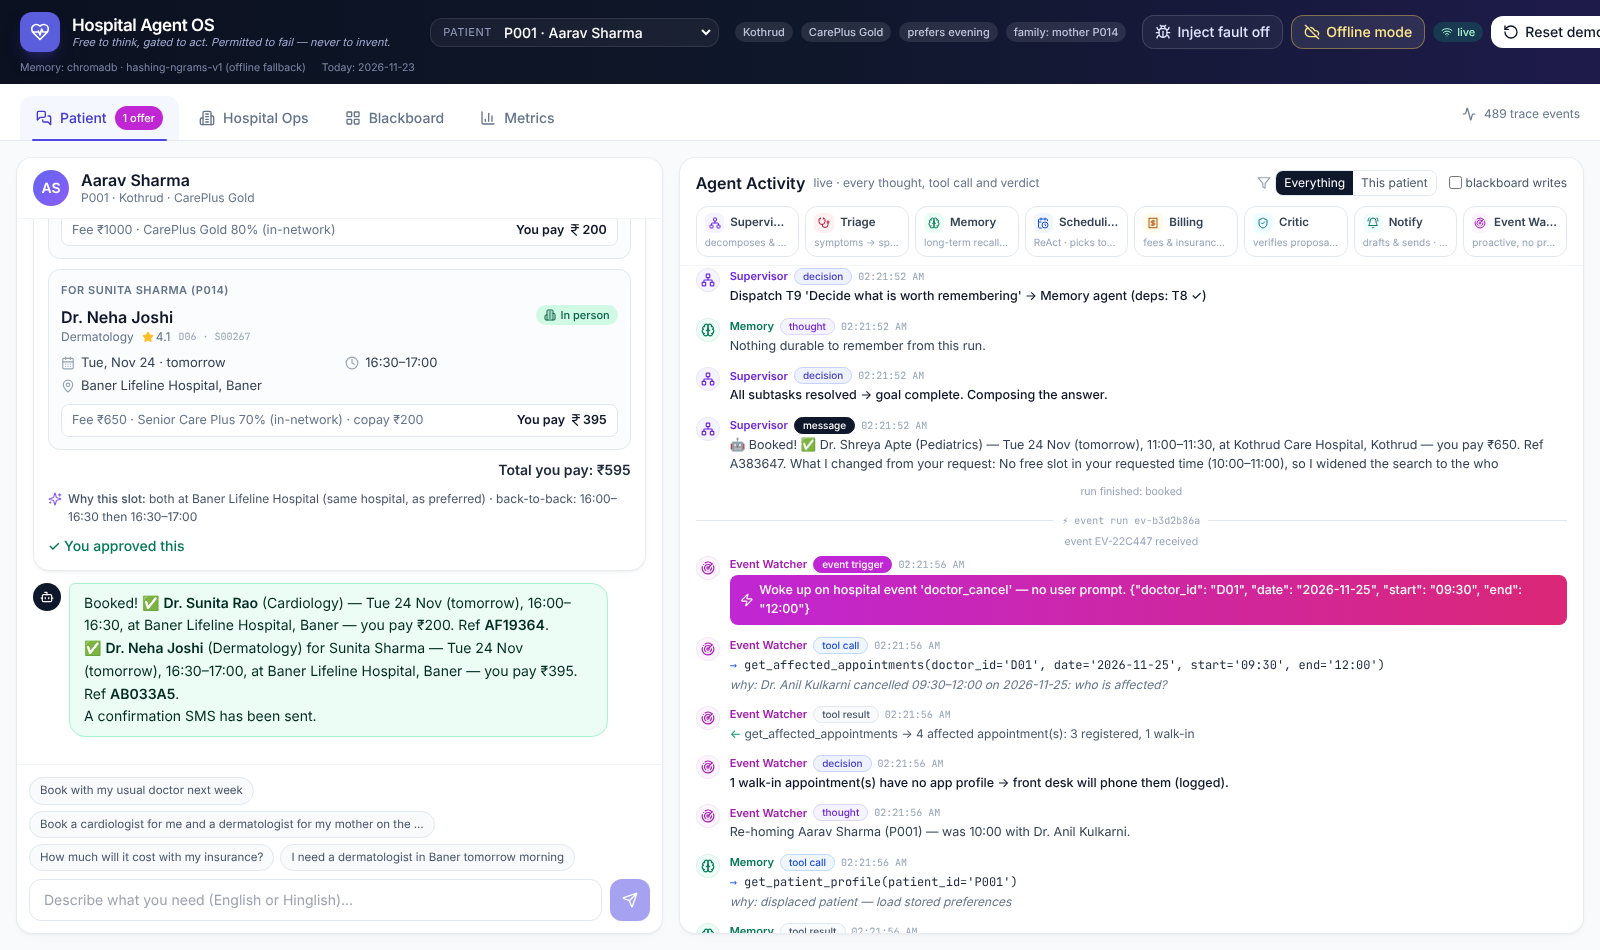 Hospital Agent OS
Free to think, gated to act. Permitted to fail — never to invent.
PATIENT P001 · Aarav Sharma
Kothrud
CarePlus Gold
prefers evening
family: mother P014
Inject fault off
Offline mode
live
Reset demo
Memory: chromadb · hashing-ngrams-v1 (offline fallback)
Today: 2026-11-23
Patient 1 offer
Hospital Ops
Blackboard
Metrics
489 trace events
AS
Aarav Sharma
P001 · Kothrud · CarePlus Gold
Fee ₹1000 · CarePlus Gold 80% (in-network)
You pay ₹200
FOR SUNITA SHARMA (P014)
Dr. Neha Joshi
In person
Dermatology 4.1 D06 · S00267
Tue, Nov 24 · tomorrow
16:30–17:00
Baner Lifeline Hospital, Baner
Fee ₹650 · Senior Care Plus 70% (in-network) · copay ₹200
You pay ₹395
Total you pay: ₹595
Why this slot: both at Baner Lifeline Hospital (same hospital, as preferred) · back-to-back: 16:00–
16:30 then 16:30–17:00
✓ You approved this
Booked! ✅ Dr. Sunita Rao (Cardiology) — Tue 24 Nov (tomorrow), 16:00–
16:30, at Baner Lifeline Hospital, Baner — you pay ₹200. Ref AF19364.
✅ Dr. Neha Joshi (Dermatology) for Sunita Sharma — Tue 24 Nov
(tomorrow), 16:30–17:00, at Baner Lifeline Hospital, Baner — you pay ₹395.
Ref AB033A5.
A confirmation SMS has been sent.
Book with my usual doctor next week
Book a cardiologist for me and a dermatologist for my mother on the ...
How much will it cost with my insurance?
I need a dermatologist in Baner tomorrow morning
Describe what you need (English or Hinglish)...
Agent Activity live · every thought, tool call and verdict
Everything
This patient
blackboard writes
Supervi...
decomposes & ...
Triage
symptoms → sp...
Memory
long-term recall...
Scheduli...
ReAct · picks to...
Billing
fees & insuranc...
Critic
verifies proposa...
Notify
drafts & sends · ...
Event Wa...
proactive, no pr...
Supervisor decision 02:21:52 AM
Dispatch T9 'Decide what is worth remembering' → Memory agent (deps: T8 ✓)
Memory thought 02:21:52 AM
Nothing durable to remember from this run.
Supervisor decision 02:21:52 AM
All subtasks resolved → goal complete. Composing the answer.
Supervisor message 02:21:52 AM
🤖 Booked! ✅ Dr. Shreya Apte (Pediatrics) — Tue 24 Nov (tomorrow), 11:00–11:30, at Kothrud Care Hospital, Kothrud — you pay ₹650. Ref
A383647. What I changed from your request: No free slot in your requested time (10:00–11:00), so I widened the search to the who
run finished: booked
⚡ event run ev-b3d2b86a
event EV-22C447 received
Event Watcher event trigger 02:21:56 AM
Woke up on hospital event 'doctor_cancel' — no user prompt. {"doctor_id": "D01", "date": "2026-11-25", "start": "09:30", "end":
"12:00"}
Event Watcher tool call 02:21:56 AM
→ get_affected_appointments(doctor_id='D01', date='2026-11-25', start='09:30', end='12:00')
why: Dr. Anil Kulkarni cancelled 09:30–12:00 on 2026-11-25: who is affected?
Event Watcher tool result 02:21:56 AM
← get_affected_appointments → 4 affected appointment(s): 3 registered, 1 walk-in
Event Watcher decision 02:21:56 AM
1 walk-in appointment(s) have no app profile → front desk will phone them (logged).
Event Watcher thought 02:21:56 AM
Re-homing Aarav Sharma (P001) — was 10:00 with Dr. Anil Kulkarni.
Memory tool call 02:21:56 AM
→ get_patient_profile(patient_id='P001')
why: displaced patient — load stored preferences
Memory tool result 02:21:56 AM